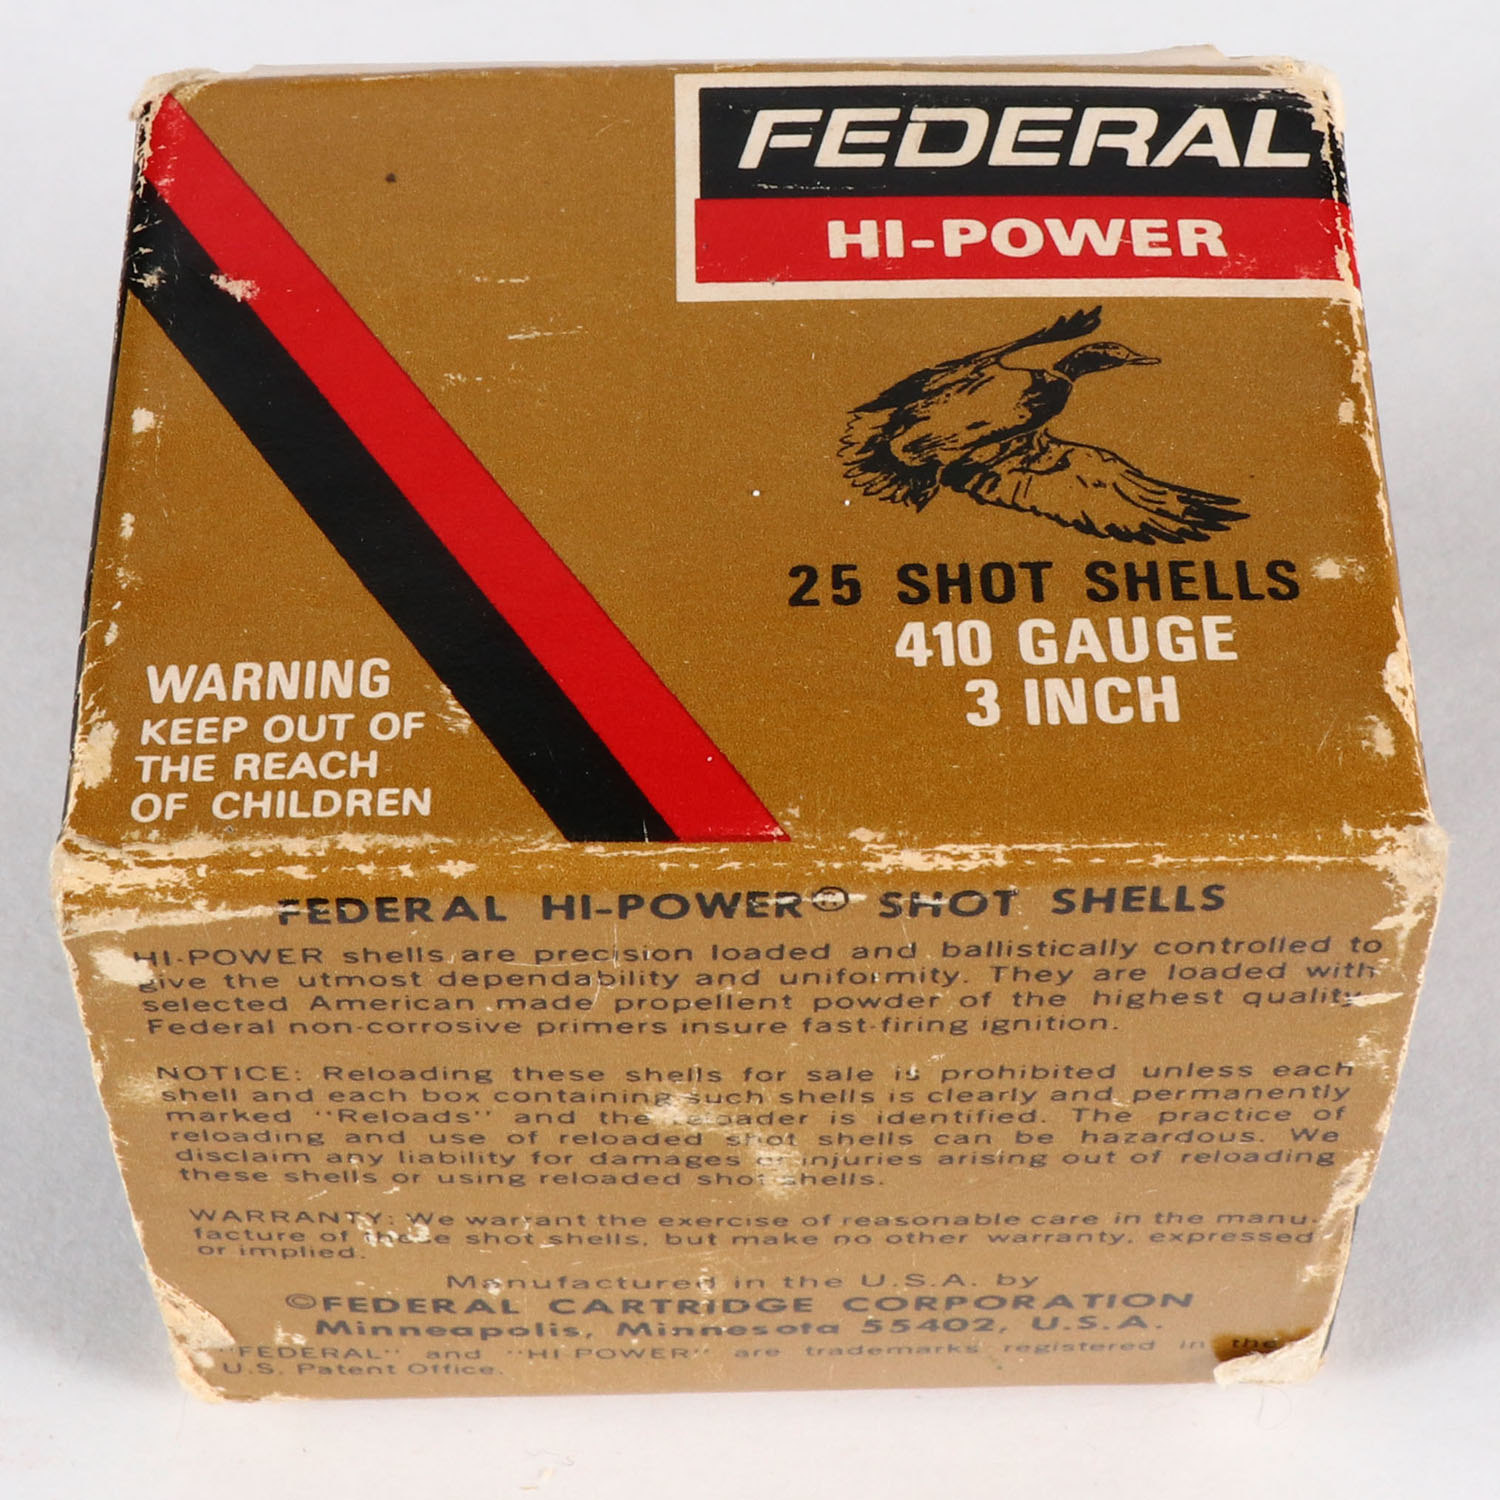 FEDERAL
HI-POWER
25 SHOT SHELLS
410 GAUGE
3 INCH
WARNING
KEEP OUT OF
THE REACH
OF CHILDREN
FEDERAL HI-POWER® SHOT SHELLS
HI-POWER shells are precision loaded and ballistically controlled to
give the utmost dependability and uniformity. They are loaded with
selected American made propellent powder of the highest quality
Federal non-corrosive primers insure fast-firing ignition.
NOTICE: Reloading these shells for sale is prohibited unless each
shell and each box containing such shells is clearly and permanently
marked "Reloads" and the reloader is identified. The practice of
reloading and use of reloaded shot shells can be hazardous. We
disclaim any liability for damages or injuries arising out of reloading
these shells or using reloaded shot shells.
WARRANTY: We warrant the exercise of reasonable care in the manu-
facture of these shot shells, but make no other warranty, expressed
or implied.
Manufactured in the U.S.A. by
©FEDERAL CARTRIDGE CORPORATION
Minneapolis, Minnesota 55402, U.S.A.
"FEDERAL" and "HI-POWER" are trademarks registered in the
U.S. Patent Office.